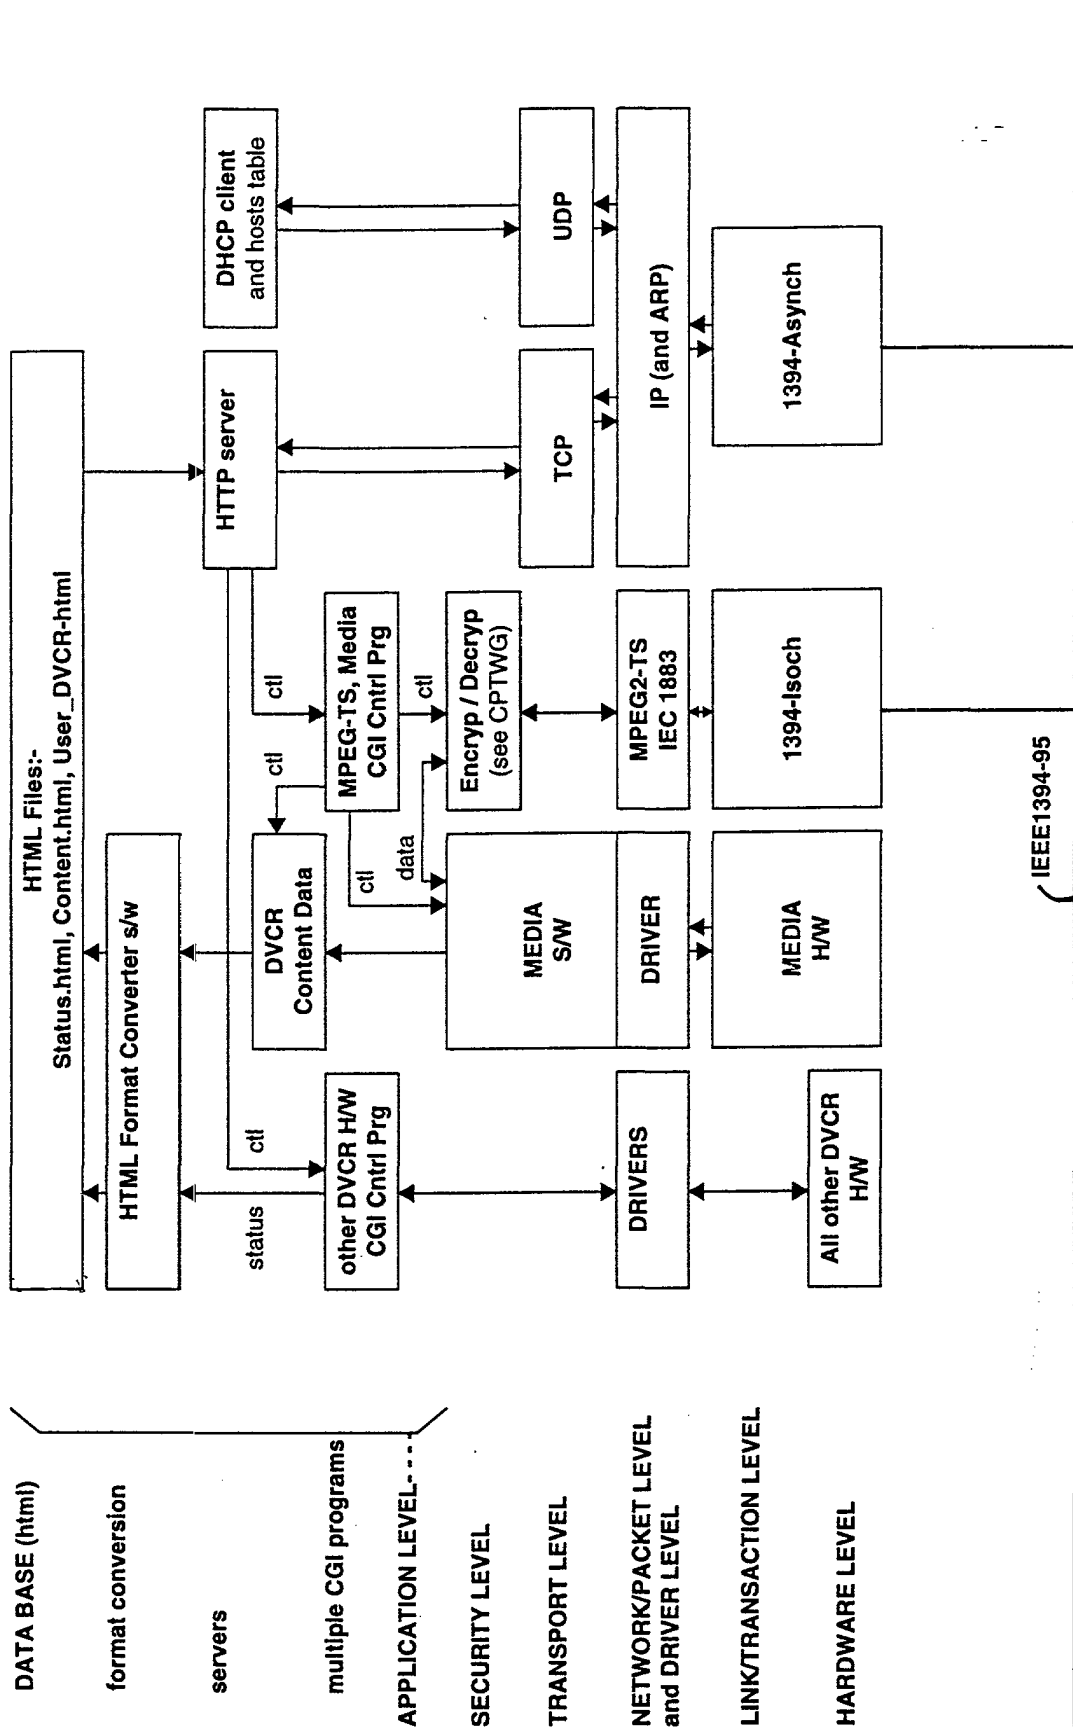 DATA BASE (html)
format conversion
servers
multiple CGI programs
APPLICATION LEVEL----
SECURITY LEVEL
TRANSPORT LEVEL
NETWORK/PACKET LEVEL
and DRIVER LEVEL
LINK/TRANSACTION LEVEL
HARDWARE LEVEL
HTML Files:-
Status.html, Content.html, User_DVCR-html
HTML Format Converter s/w
status
ctl
other DVCR H/W
CGI Cntrl Prg
DRIVERS
All other DVCR
H/W
DVCR
Content Data
ctl
ctl
data
MEDIA
S/W
DRIVER
MEDIA
H/W
ctl
MPEG-TS, Media
CGI Cntrl Prg
ctl
Encryp / Decryp
(see CPTWG)
MPEG2-TS
IEC 1883
1394-Isoch
HTTP server
TCP
DHCP client
and hosts table
UDP
IP (and ARP)
1394-Asynch
IEEE1394-95